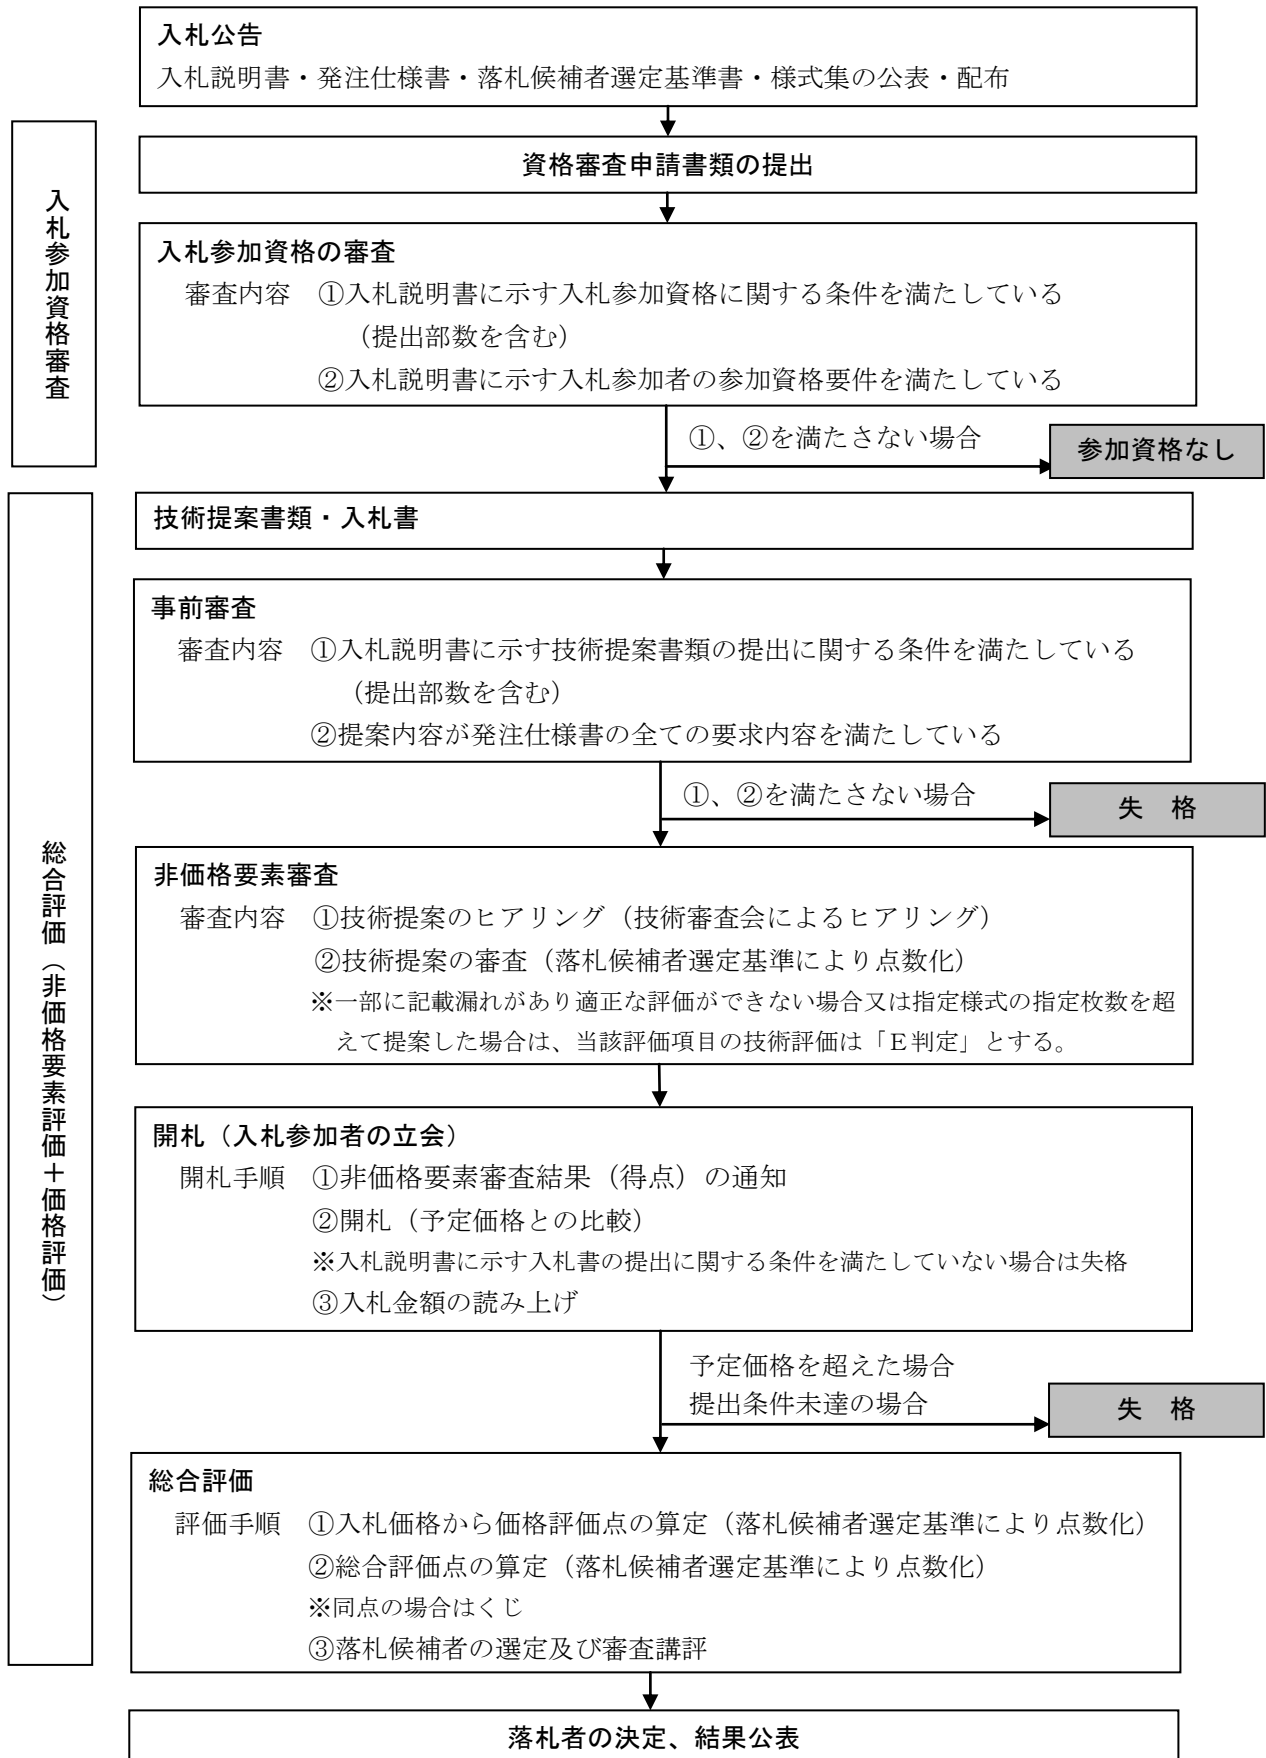 入札公告
入札説明書・発注仕様書・落札候補者選定基準書・様式集の公表・配布
入札参加資格審査
資格審査申請書類の提出
入札参加資格の審査
審査内容　①入札説明書に示す入札参加資格に関する条件を満たしている
（提出部数を含む）
②入札説明書に示す入札参加者の参加資格要件を満たしている
①、②を満たさない場合
参加資格なし
総合評価（非価格要素評価＋価格評価）
技術提案書類・入札書
事前審査
審査内容　①入札説明書に示す技術提案書類の提出に関する条件を満たしている
（提出部数を含む）
②提案内容が発注仕様書の全ての要求内容を満たしている
①、②を満たさない場合
失　格
非価格要素審査
審査内容　①技術提案のヒアリング（技術審査会によるヒアリング）
②技術提案の審査（落札候補者選定基準により点数化）
※一部に記載漏れがあり適正な評価ができない場合又は指定様式の指定枚数を超
えて提案した場合は、当該評価項目の技術評価は「Ｅ判定」とする。
開札（入札参加者の立会）
開札手順　①非価格要素審査結果（得点）の通知
②開札（予定価格との比較）
※入札説明書に示す入札書の提出に関する条件を満たしていない場合は失格
③入札金額の読み上げ
予定価格を超えた場合
提出条件未達の場合
失　格
総合評価
評価手順　①入札価格から価格評価点の算定（落札候補者選定基準により点数化）
②総合評価点の算定（落札候補者選定基準により点数化）
※同点の場合はくじ
③落札候補者の選定及び審査講評
落札者の決定、結果公表